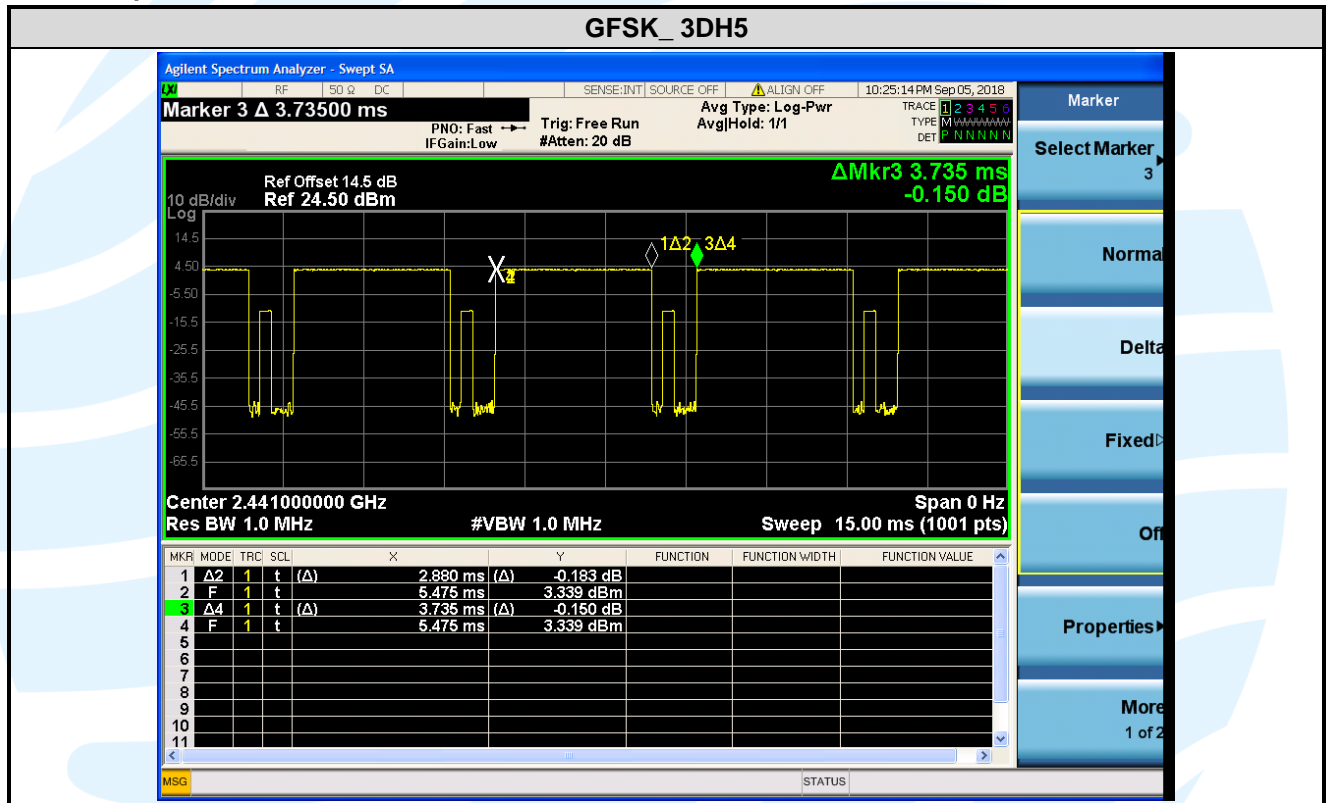 GFSK_ 3DH5
Agilent Spectrum Analyzer - Swept SA
LXI RF 50 Ω DC SENSE:INT SOURCE OFF ALIGN OFF 10:25:14 PM Sep 05, 2018
Marker 3 Δ 3.73500 ms
PNO: Fast
IFGain:Low
Trig: Free Run
#Atten: 20 dB
Avg Type: Log-Pwr
Avg|Hold: 1/1
TRACE 1 2 3 4 5 6
TYPE M W W W W W
DET P N N N N N
Marker
Select Marker
3
Normal
Delta
Fixed
Off
Properties
More
1 of 2
ΔMkr3 3.735 ms
-0.150 dB
Ref Offset 14.5 dB
10 dB/div Ref 24.50 dBm
Log
14.5
4.50
-5.50
-15.5
-25.5
-35.5
-45.5
-55.5
-65.5
1Δ2 3Δ4
Center 2.441000000 GHz Span 0 Hz
Res BW 1.0 MHz #VBW 1.0 MHz Sweep 15.00 ms (1001 pts)
MKR MODE TRC SCL X Y FUNCTION FUNCTION WIDTH FUNCTION VALUE
1 Δ2 1 t (Δ) 2.880 ms (Δ) -0.183 dB
2 F 1 t 5.475 ms 3.339 dBm
3 Δ4 1 t (Δ) 3.735 ms (Δ) -0.150 dB
4 F 1 t 5.475 ms 3.339 dBm
5
6
7
8
9
10
11
MSG STATUS